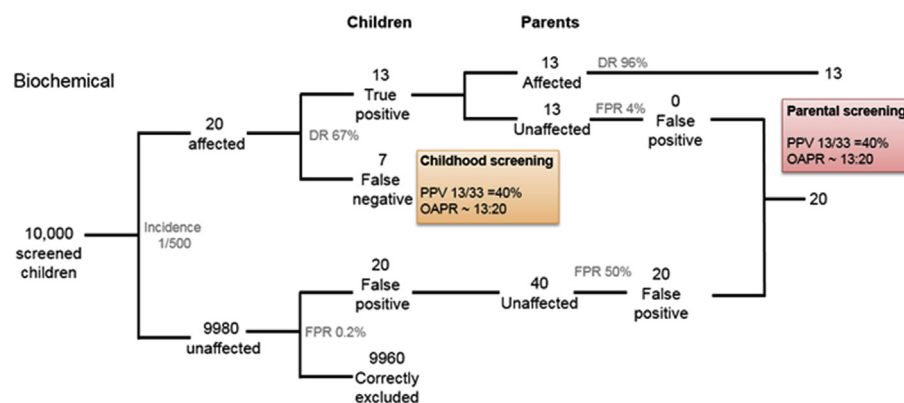 Children
Parents
Biochemical
10,000
screened
children
Incidence
1/500
20
affected
DR 67%
13
True
positive
7
False
negative
13
Affected
DR 96%
13
13
Unaffected
FPR 4%
0
False
positive
Childhood screening
PPV 13/33 =40%
OAPR ~ 13:20
Parental screening
PPV 13/33 =40%
OAPR ~ 13:20
20
9980
unaffected
FPR 0.2%
20
False
positive
40
Unaffected
FPR 50%
20
False
positive
9960
Correctly
excluded